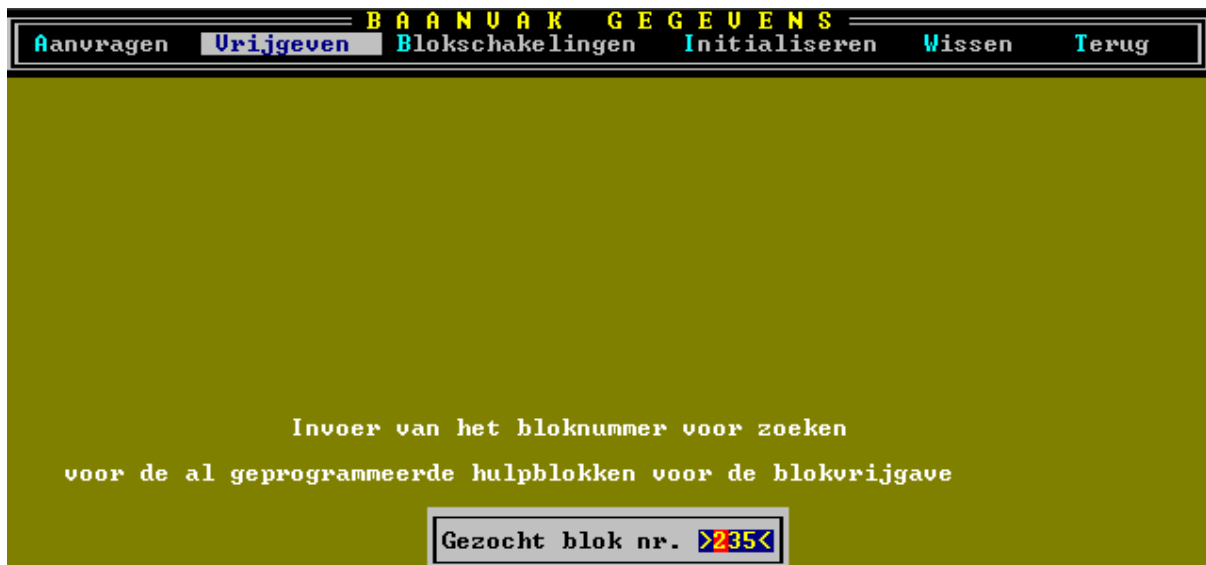 B A A N V A K   G E G E V E N S
Aanvragen Vrijgeven Blokschakelingen Initialiseren Wissen Terug
Invoer van het bloknummer voor zoeken
voor de al geprogrammeerde hulpblokken voor de blokvrijgave
Gezocht blok nr. >235<